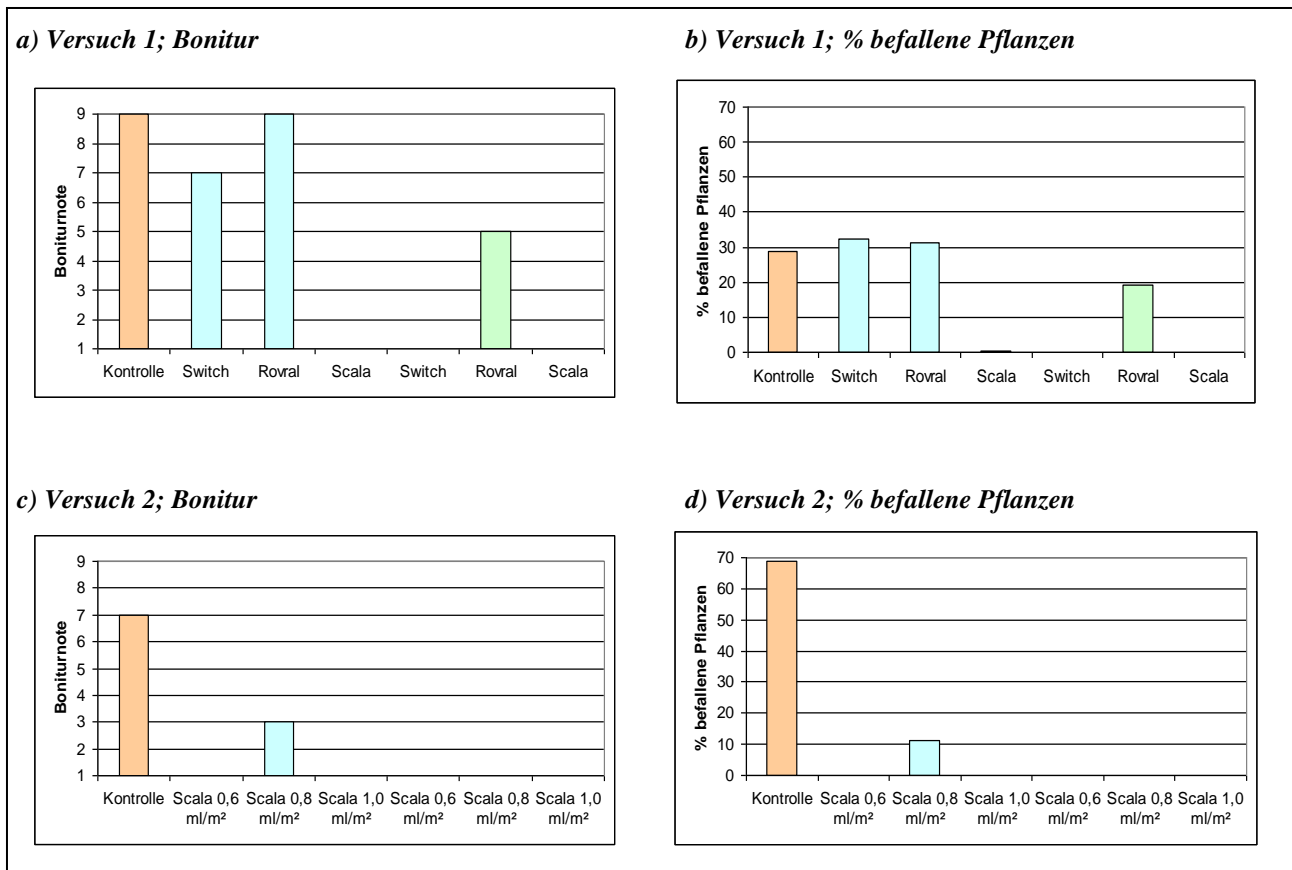 a) Versuch 1; Bonitur
b) Versuch 1; % befallene Pflanzen
Boniturnote
9
8
7
6
5
4
3
2
1
Kontrolle Switch Rovral Scala Switch Rovral Scala
% befallene Pflanzen
70
60
50
40
30
20
10
0
Kontrolle Switch Rovral Scala Switch Rovral Scala
c) Versuch 2; Bonitur
d) Versuch 2; % befallene Pflanzen
Boniturnote
9
8
7
6
5
4
3
2
1
Kontrolle Scala 0,6 Scala 0,8 Scala 1,0 Scala 0,6 Scala 0,8 Scala 1,0
ml/m² ml/m² ml/m² ml/m² ml/m² ml/m²
% befallene Pflanzen
70
60
50
40
30
20
10
0
Kontrolle Scala 0,6 Scala 0,8 Scala 1,0 Scala 0,6 Scala 0,8 Scala 1,0
ml/m² ml/m² ml/m² ml/m² ml/m² ml/m²